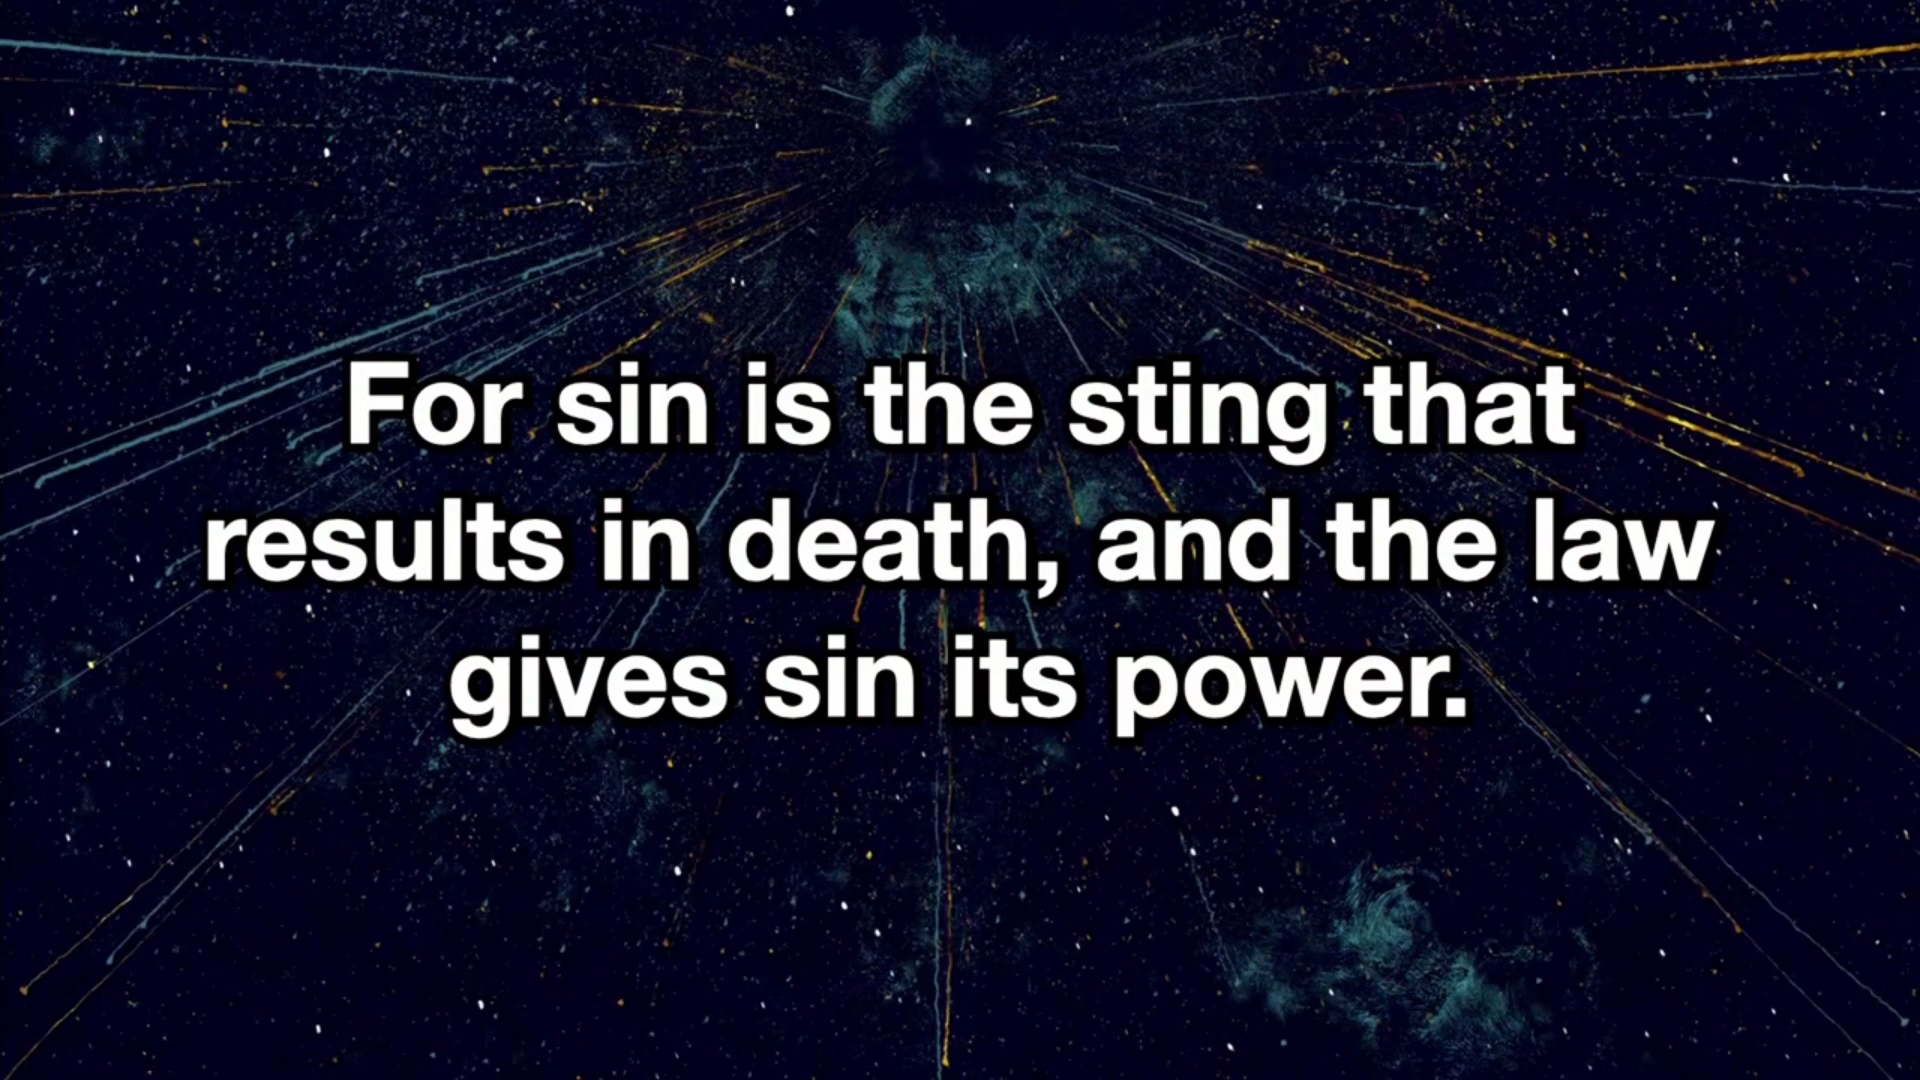 For sin is the sting that
results in death, and the law
gives sin its power.